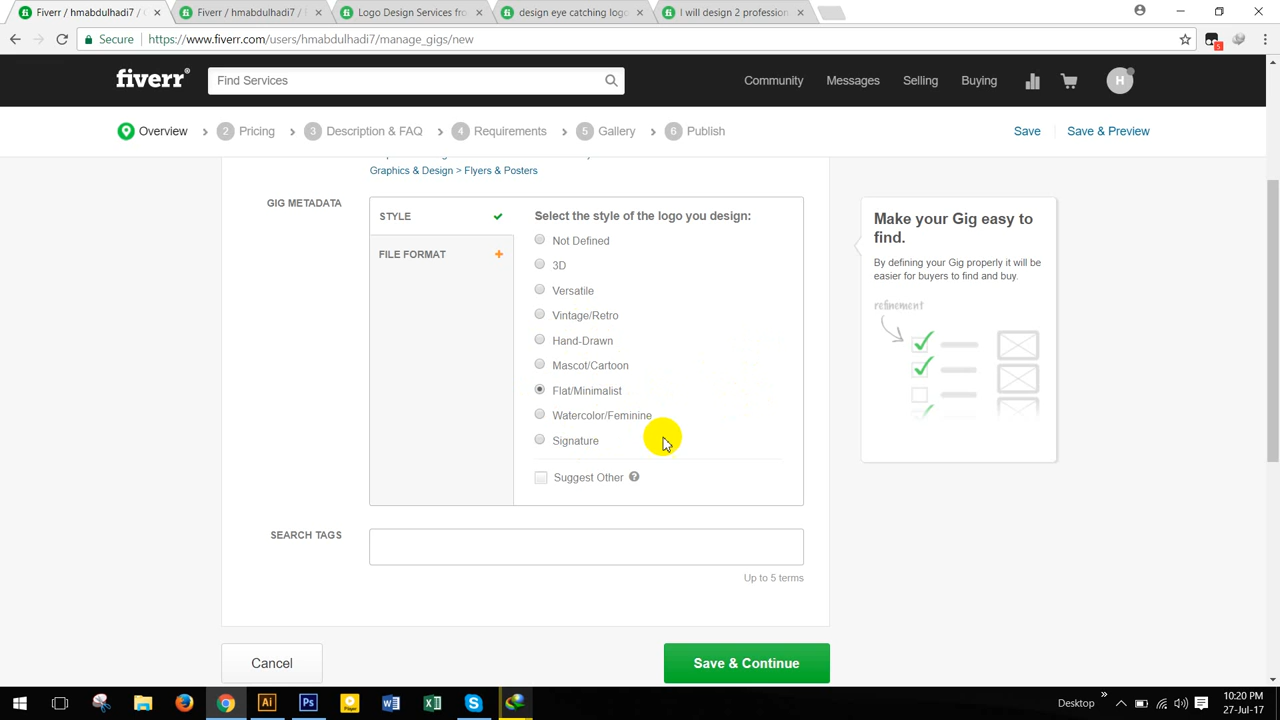 Fiverr / hmabdulhadi7 /
Fiverr / hmabdulhadi7 /
Logo Design Services fro
design eye catching logo
I will design 2 profession
Secure
https://www.fiverr.com/users/hmabdulhadi7/manage_gigs/new
5
fiverr®
Find Services
Community
Messages
Selling
Buying
H
Overview
2 Pricing
3 Description & FAQ
4 Requirements
5 Gallery
6 Publish
Save
Save & Preview
Graphics & Design > Flyers & Posters
GIG METADATA
STYLE
FILE FORMAT
Select the style of the logo you design:
Not Defined
3D
Versatile
Vintage/Retro
Hand-Drawn
Mascot/Cartoon
Flat/Minimalist
Watercolor/Feminine
Signature
Suggest Other ?
Make your Gig easy to
find.
By defining your Gig properly it will be
easier for buyers to find and buy.
refinement
SEARCH TAGS
Up to 5 terms
Cancel
Save & Continue
Ai
Ps
Player
Desktop
10:20 PM
27-Jul-17